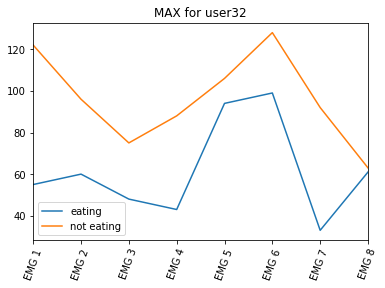 MAX for user32
120
100
80
60
40
eating
not eating
EMG 1
EMG 2
EMG 3
EMG 4
EMG 5
EMG 6
EMG 7
EMG 8